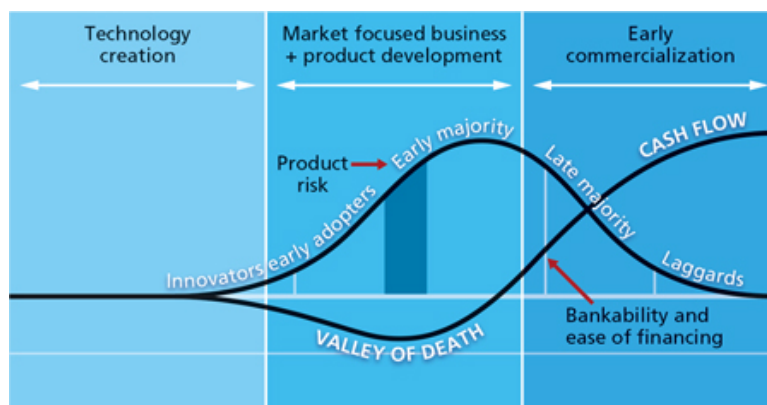 Technology
creation
Market focused business
+ product development
Early
commercialization
Product
risk
Innovators
early adopters
Early majority
Late majority
Laggards
CASH FLOW
VALLEY OF DEATH
Bankability and
ease of financing